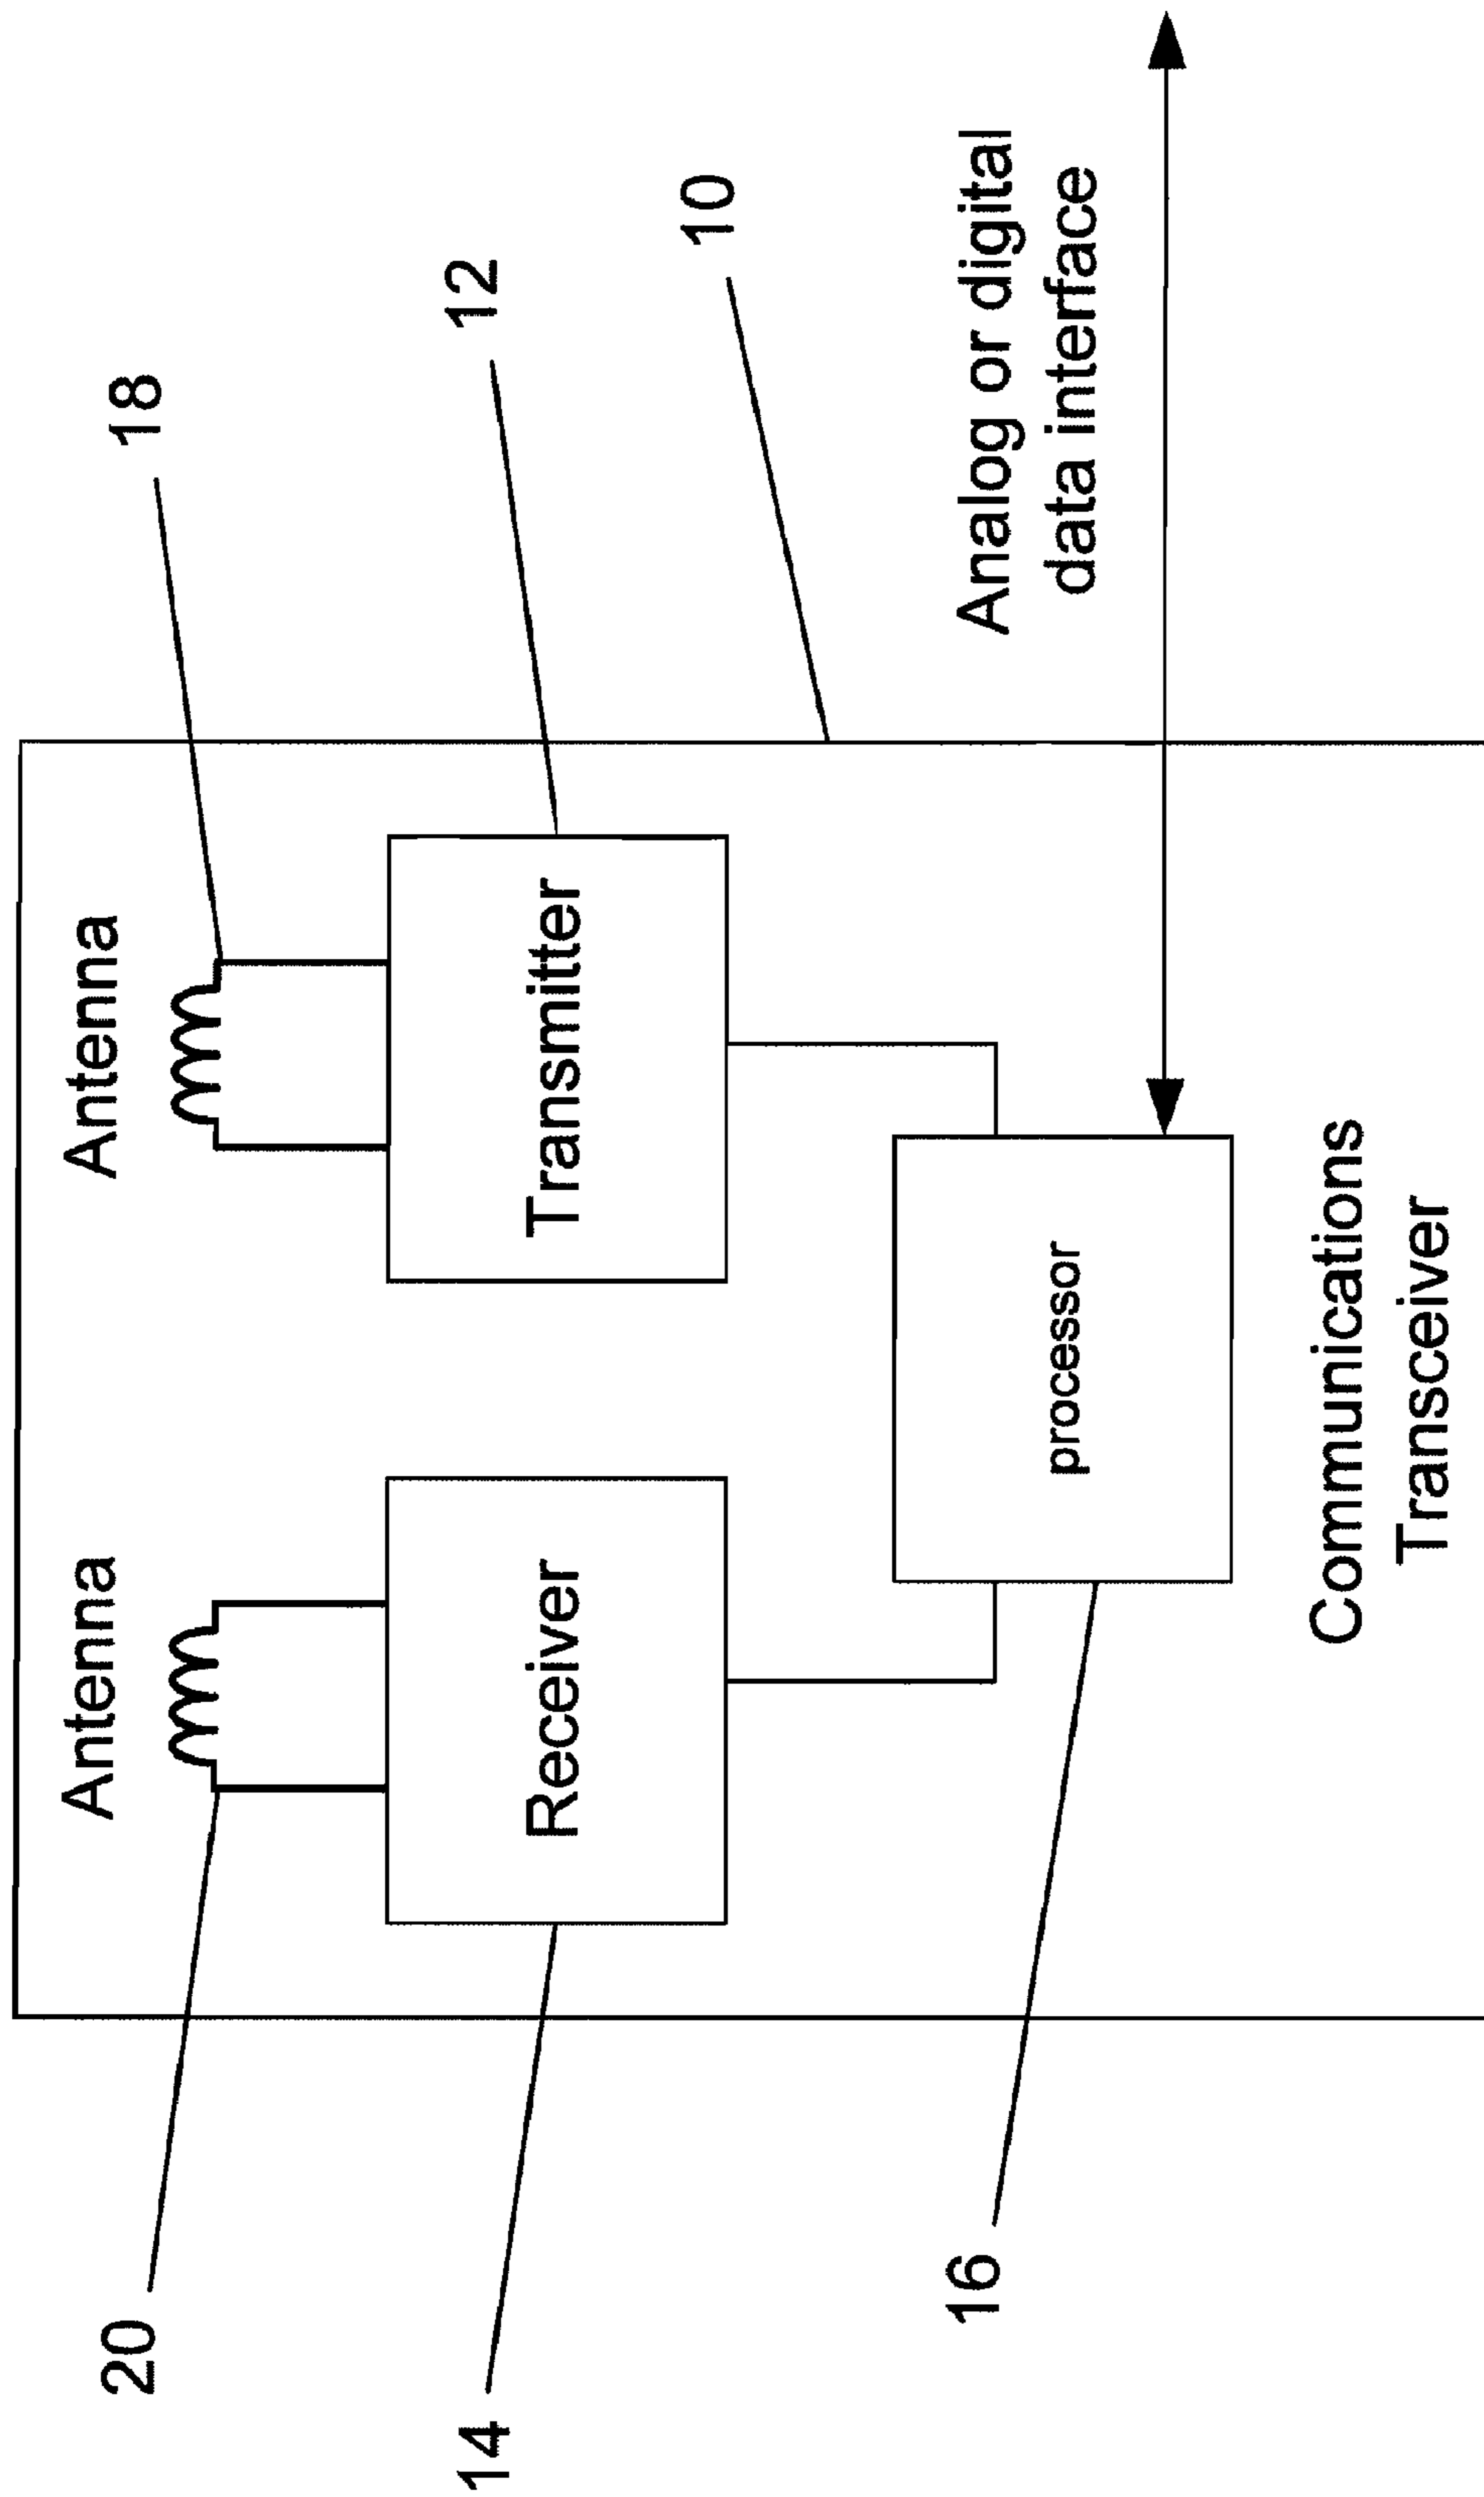 20
Antenna
Antenna
18
14
Receiver
Transmitter
12
10
16
processor
Analog or digital
data interface
Communications
Transceiver